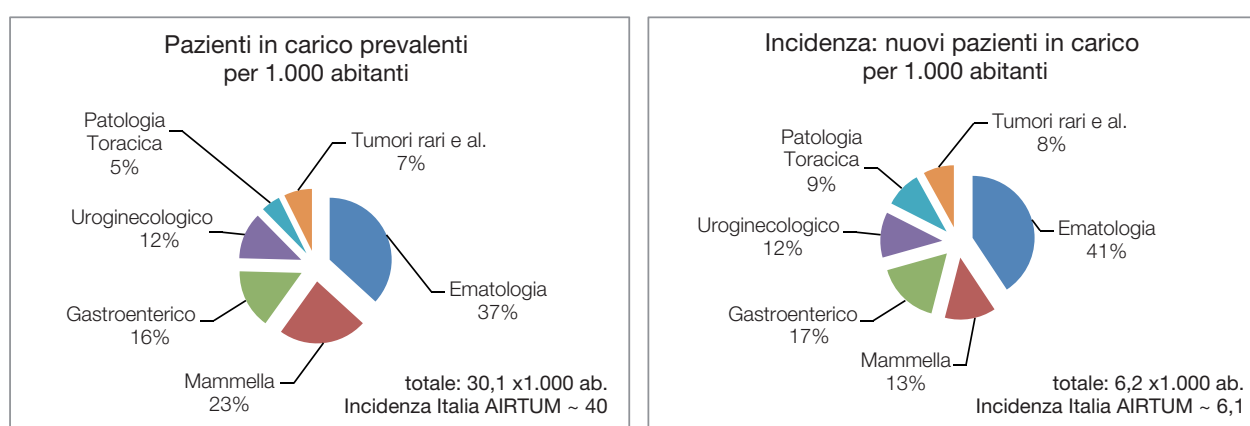 Pazienti in carico prevalenti
per 1.000 abitanti
Patologia
Toracica
5%
Tumori rari e al.
7%
Uroginecologico
12%
Ematologia
37%
Gastroenterico
16%
Mammella
23%
totale: 30,1 x1.000 ab.
Incidenza Italia AIRTUM ~ 40
Incidenza: nuovi pazienti in carico
per 1.000 abitanti
Patologia
Toracica
9%
Tumori rari e al.
8%
Uroginecologico
12%
Ematologia
41%
Gastroenterico
17%
Mammella
13%
totale: 6,2 x1.000 ab.
Incidenza Italia AIRTUM ~ 6,1